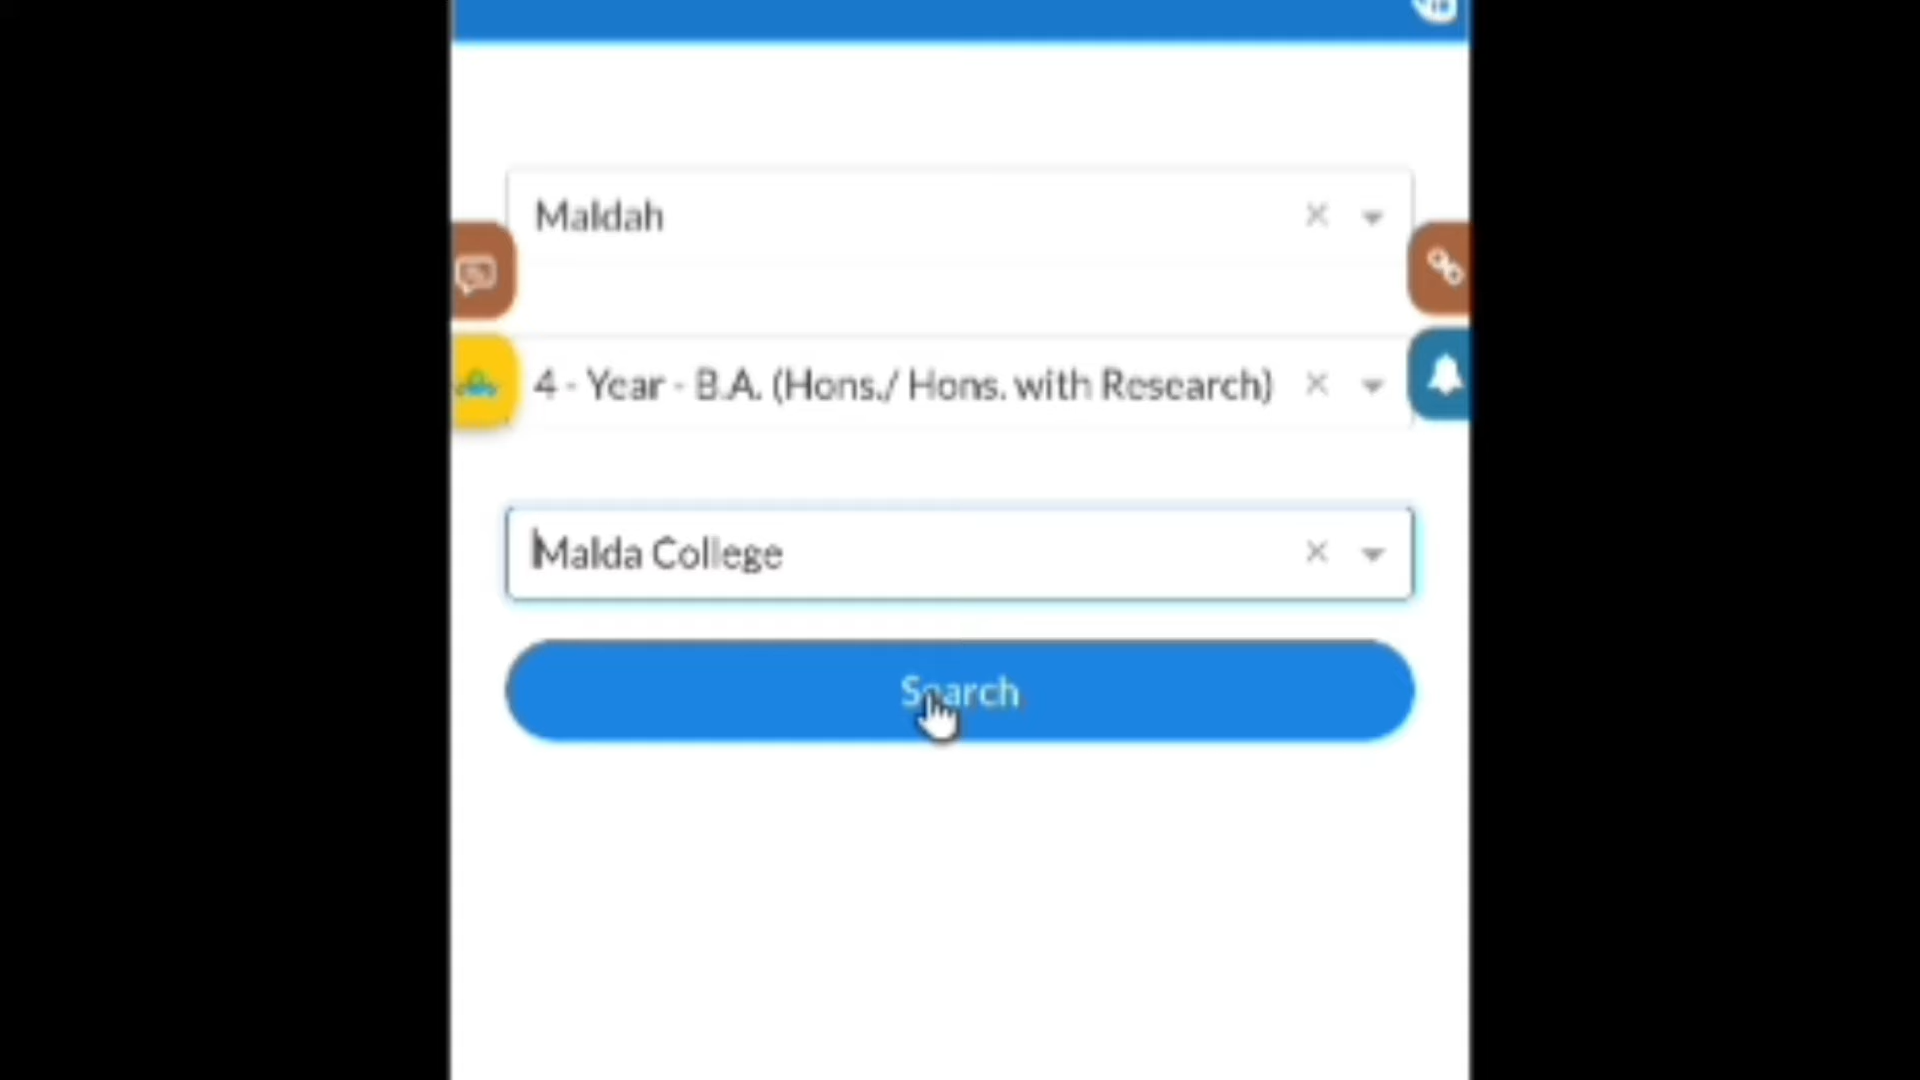 Maldah
4 - Year - B.A. (Hons./ Hons. with Research)
Malda College
Search